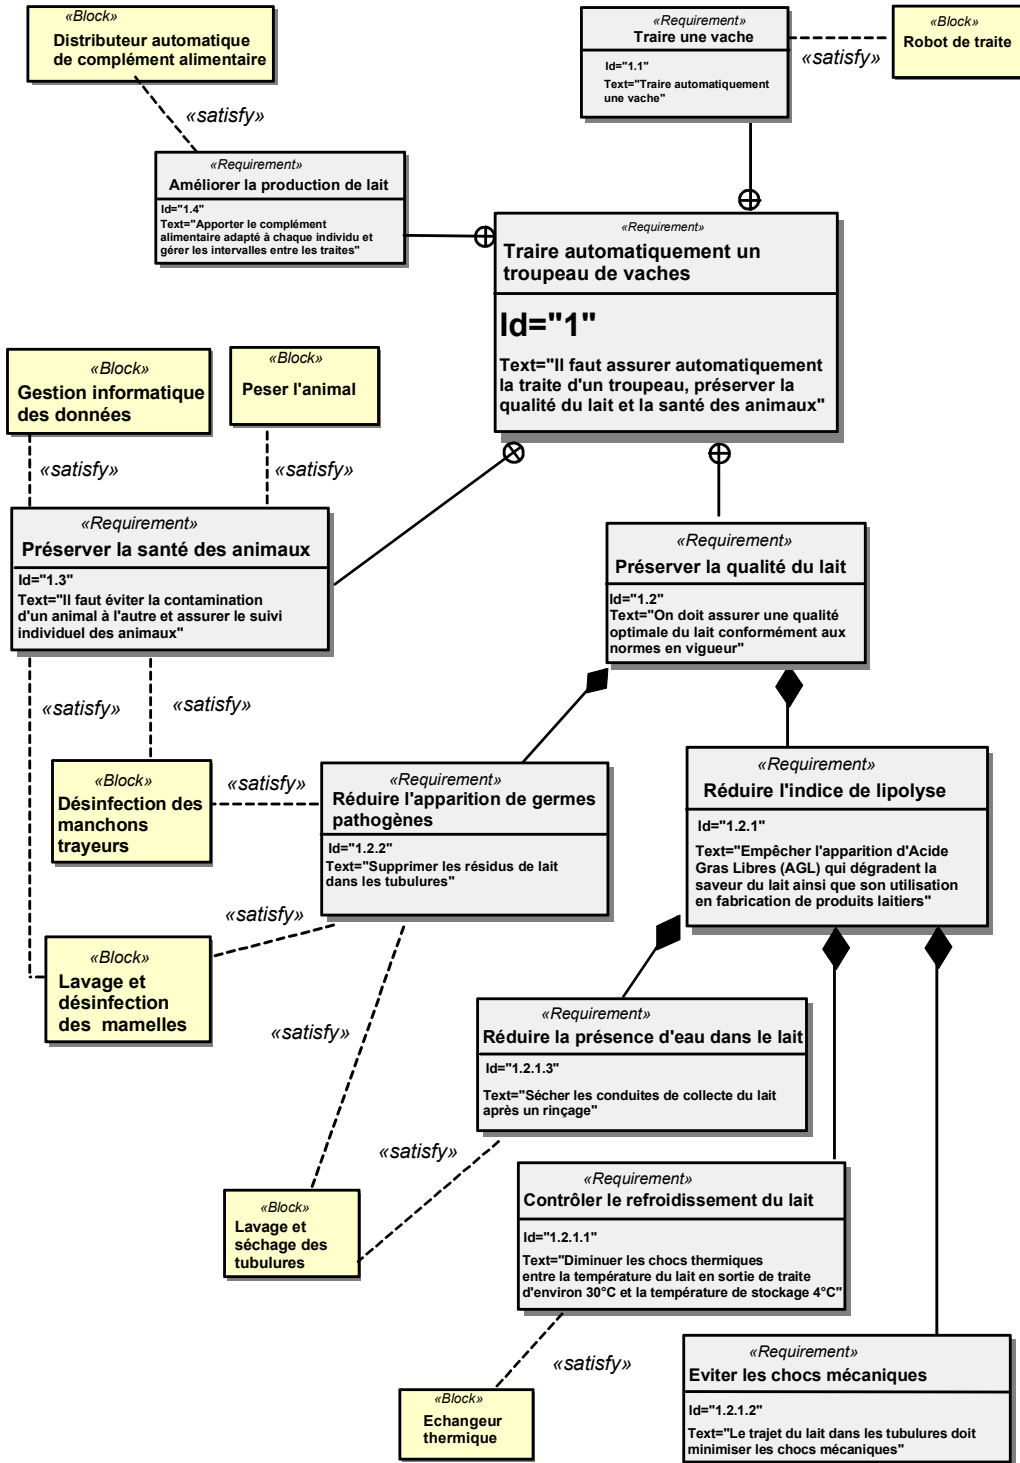 «Block»
Distributeur automatique
de complément alimentaire
«satisfy»
«Requirement»
Traire une vache
Id="1.1"
Text="Traire automatiquement
une vache"
«satisfy»
«Block»
Robot de traite
«Requirement»
Améliorer la production de lait
Id="1.4"
Text="Apporter le complément
alimentaire adapté à chaque individu et
gérer les intervalles entre les traites"
«Requirement»
Traire automatiquement un
troupeau de vaches
Id="1"
Text="Il faut assurer automatiquement
la traite d'un troupeau, préserver la
qualité du lait et la santé des animaux"
«Block»
Gestion informatique
des données
«Block»
Peser l'animal
«satisfy»
«satisfy»
«Requirement»
Préserver la santé des animaux
Id="1.3"
Text="Il faut éviter la contamination
d'un animal à l'autre et assurer le suivi
individuel des animaux"
«Requirement»
Préserver la qualité du lait
Id="1.2"
Text="On doit assurer une qualité
optimale du lait conformément aux
normes en vigueur"
«satisfy»
«satisfy»
«Block»
Désinfection des
manchons
trayeurs
«satisfy»
«Requirement»
Réduire l'apparition de germes
pathogènes
Id="1.2.2"
Text="Supprimer les résidus de lait
dans les tubulures"
«Requirement»
Réduire l'indice de lipolyse
Id="1.2.1"
Text="Empêcher l'apparition d'Acide
Gras Libres (AGL) qui dégradent la
saveur du lait ainsi que son utilisation
en fabrication de produits laitiers"
«satisfy»
«Block»
Lavage et
désinfection
des mamelles
«satisfy»
«Requirement»
Réduire la présence d'eau dans le lait
Id="1.2.1.3"
Text="Sécher les conduites de collecte du lait
après un rinçage"
«satisfy»
«Block»
Lavage et
séchage des
tubulures
«Requirement»
Contrôler le refroidissement du lait
Id="1.2.1.1"
Text="Diminuer les chocs thermiques
entre la température du lait en sortie de traite
d'environ 30°C et la température de stockage 4°C"
«satisfy»
«Block»
Echangeur
thermique
«Requirement»
Eviter les chocs mécaniques
Id="1.2.1.2"
Text="Le trajet du lait dans les tubulures doit
minimiser les chocs mécaniques"